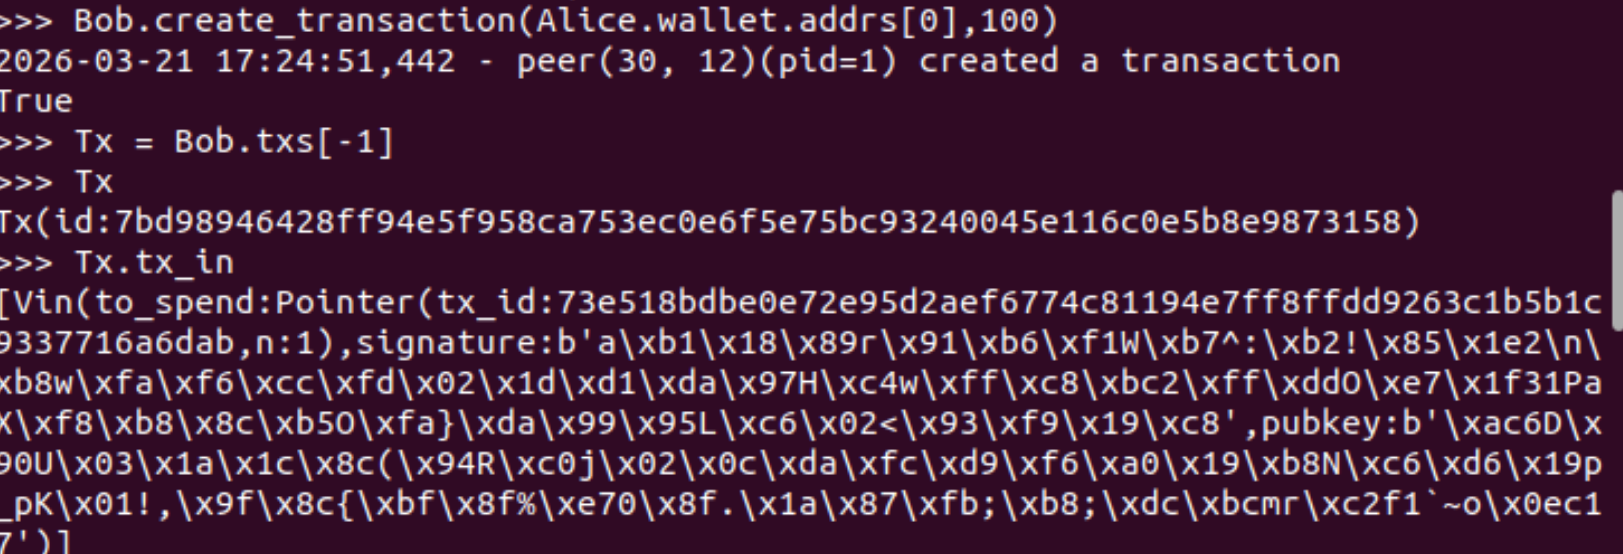 >>> Bob.create_transaction(Alice.wallet.addrs[0],100)
2026-03-21 17:24:51,442 - peer(30, 12)(pid=1) created a transaction
True
>>> Tx = Bob.txs[-1]
>>> Tx
Tx(id:7bd98946428ff94e5f958ca753ec0e6f5e75bc93240045e116c0e5b8e9873158)
>>> Tx.tx_in
[Vin(to_spend:Pointer(tx_id:73e518bdbe0e72e95d2aef6774c81194e7ff8ffdd9263c1b5b1c
9337716a6dab,n:1),signature:b'a\xb1\x18\x89r\x91\xb6\xf1W\xb7^:\xb2!\x85\x1e2\n\
xb8w\xfa\xf6\xcc\xfd\x02\x1d\xd1\xda\x97H\xc4w\xff\xc8\xbc2\xff\xddO\xe7\x1f31Pa
X\xf8\xb8\x8c\xb5O\xfa}\xda\x99\x95L\xc6\x02<\x93\xf9\x19\xc8',pubkey:b'\xac6D\x
90U\x03\x1a\x1c\x8c(\x94R\xc0j\x02\x0c\xda\xfc\xd9\xf6\xa0\x19\xb8N\xc6\xd6\x19p
_pK\x01!,\x9f\x8c{\xbf\x8f%\xe70\x8f.\x1a\x87\xfb;\xb8;\xdc\xbcmr\xc2f1`~o\x0ec1
7')]